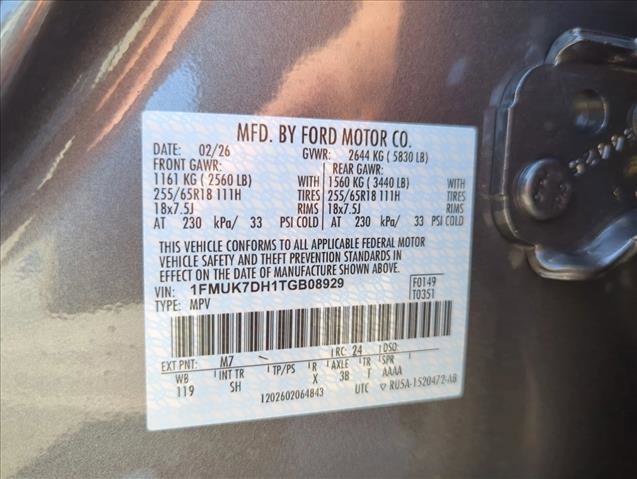 MFD. BY FORD MOTOR CO.
DATE: 02/26 GVWR: 2644 KG ( 5830 LB)
FRONT GAWR: REAR GAWR:
1161 KG ( 2560 LB) WITH 1560 KG ( 3440 LB) WITH
255/65R18 111H TIRES 255/65R18 111H TIRES
18x7.5J RIMS 18x7.5J RIMS
AT 230 kPa/ 33 PSI COLD AT 230 kPa/ 33 PSI COLD
THIS VEHICLE CONFORMS TO ALL APPLICABLE FEDERAL MOTOR
VEHICLE SAFETY AND THEFT PREVENTION STANDARDS IN
EFFECT ON THE DATE OF MANUFACTURE SHOWN ABOVE.
VIN: 1FMUK7DH1TGB08929 F0149
TYPE: MPV T0351
EXT PNT: M7 RC: 24 DSO:
WB INT TR TP/PS R AXLE TR SPR
119 SH X 3B T AAAA
1202602064843 UTC RU5A-1520472-AB